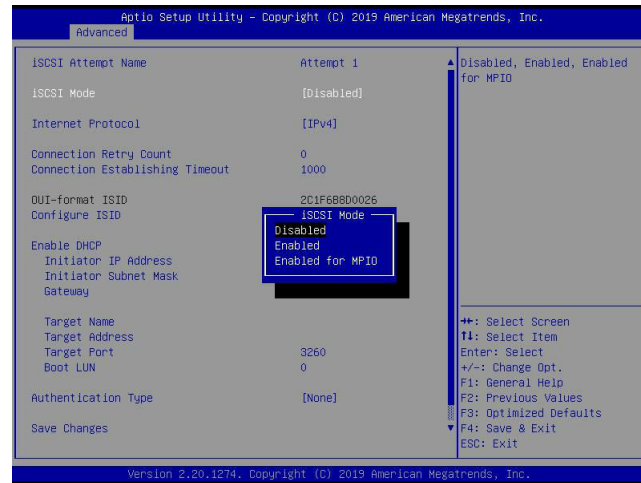 Aptio Setup Utility – Copyright (C) 2019 American Megatrends, Inc.
Advanced
iSCSI Attempt Name Attempt 1
iSCSI Mode [Disabled]
Internet Protocol [IPv4]
Connection Retry Count 0
Connection Establishing Timeout 1000
OUI-format ISID 2C1F6B8D0026
Configure ISID
iSCSI Mode
Disabled
Enabled
Enabled for MPIO
Enable DHCP
Initiator IP Address
Initiator Subnet Mask
Gateway
Target Name
Target Address
Target Port 3260
Boot LUN 0
Authentication Type [None]
Save Changes
Disabled, Enabled, Enabled
for MPIO
→←: Select Screen
↑↓: Select Item
Enter: Select
+/-: Change Opt.
F1: General Help
F2: Previous Values
F3: Optimized Defaults
F4: Save & Exit
ESC: Exit
Version 2.20.1274. Copyright (C) 2019 American Megatrends, Inc.